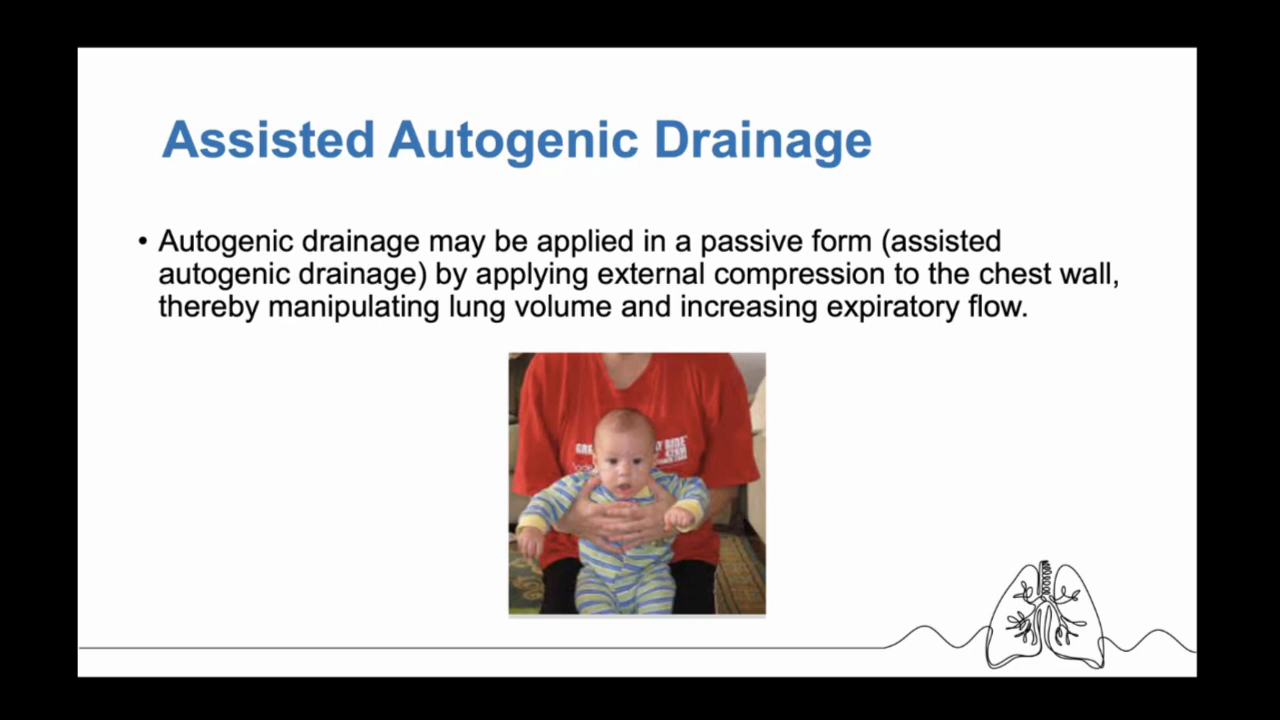 Assisted Autogenic Drainage
• Autogenic drainage may be applied in a passive form (assisted
autogenic drainage) by applying external compression to the chest wall,
thereby manipulating lung volume and increasing expiratory flow.
RIDE